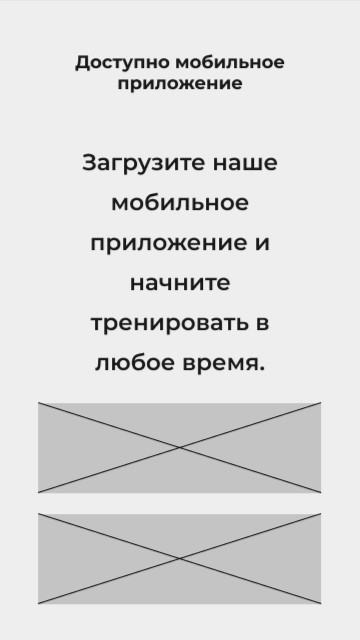 Доступно мобильное
приложение
Загрузите наше
мобильное
приложение и
начните
тренировать в
любое время.